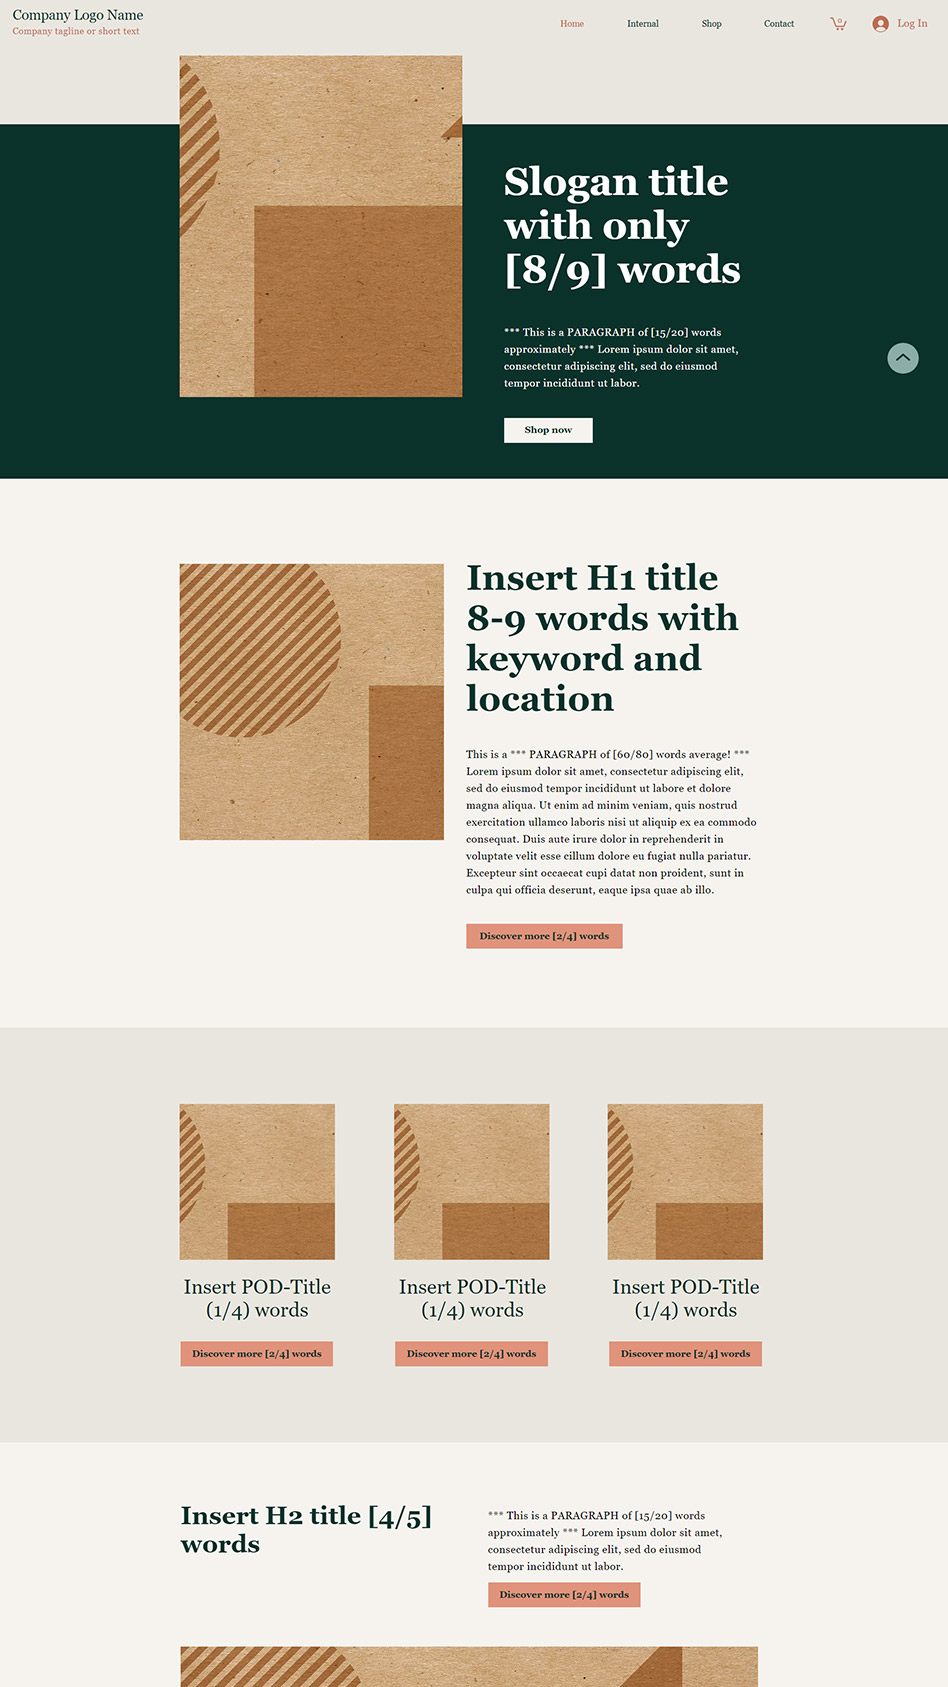 Company Logo Name
Company tagline or short text
Home Internal Shop Contact 0 Log In
Slogan title
with only
[8/9] words
*** This is a PARAGRAPH of [15/20] words
approximately *** Lorem ipsum dolor sit amet,
consectetur adipiscing elit, sed do eiusmod
tempor incididunt ut labor.
Shop now
Insert H1 title
8-9 words with
keyword and
location
This is a *** PARAGRAPH of [60/80] words average! ***
Lorem ipsum dolor sit amet, consectetur adipiscing elit,
sed do eiusmod tempor incididunt ut labore et dolore
magna aliqua. Ut enim ad minim veniam, quis nostrud
exercitation ullamco laboris nisi ut aliquip ex ea commodo
consequat. Duis aute irure dolor in reprehenderit in
voluptate velit esse cillum dolore eu fugiat nulla pariatur.
Excepteur sint occaecat cupi datat non proident, sunt in
culpa qui officia deserunt, eaque ipsa quae ab illo.
Discover more [2/4] words
Insert POD-Title
(1/4) words
Discover more [2/4] words
Insert POD-Title
(1/4) words
Discover more [2/4] words
Insert POD-Title
(1/4) words
Discover more [2/4] words
Insert H2 title [4/5]
words
*** This is a PARAGRAPH of [15/20] words
approximately *** Lorem ipsum dolor sit amet,
consectetur adipiscing elit, sed do eiusmod
tempor incididunt ut labor.
Discover more [2/4] words